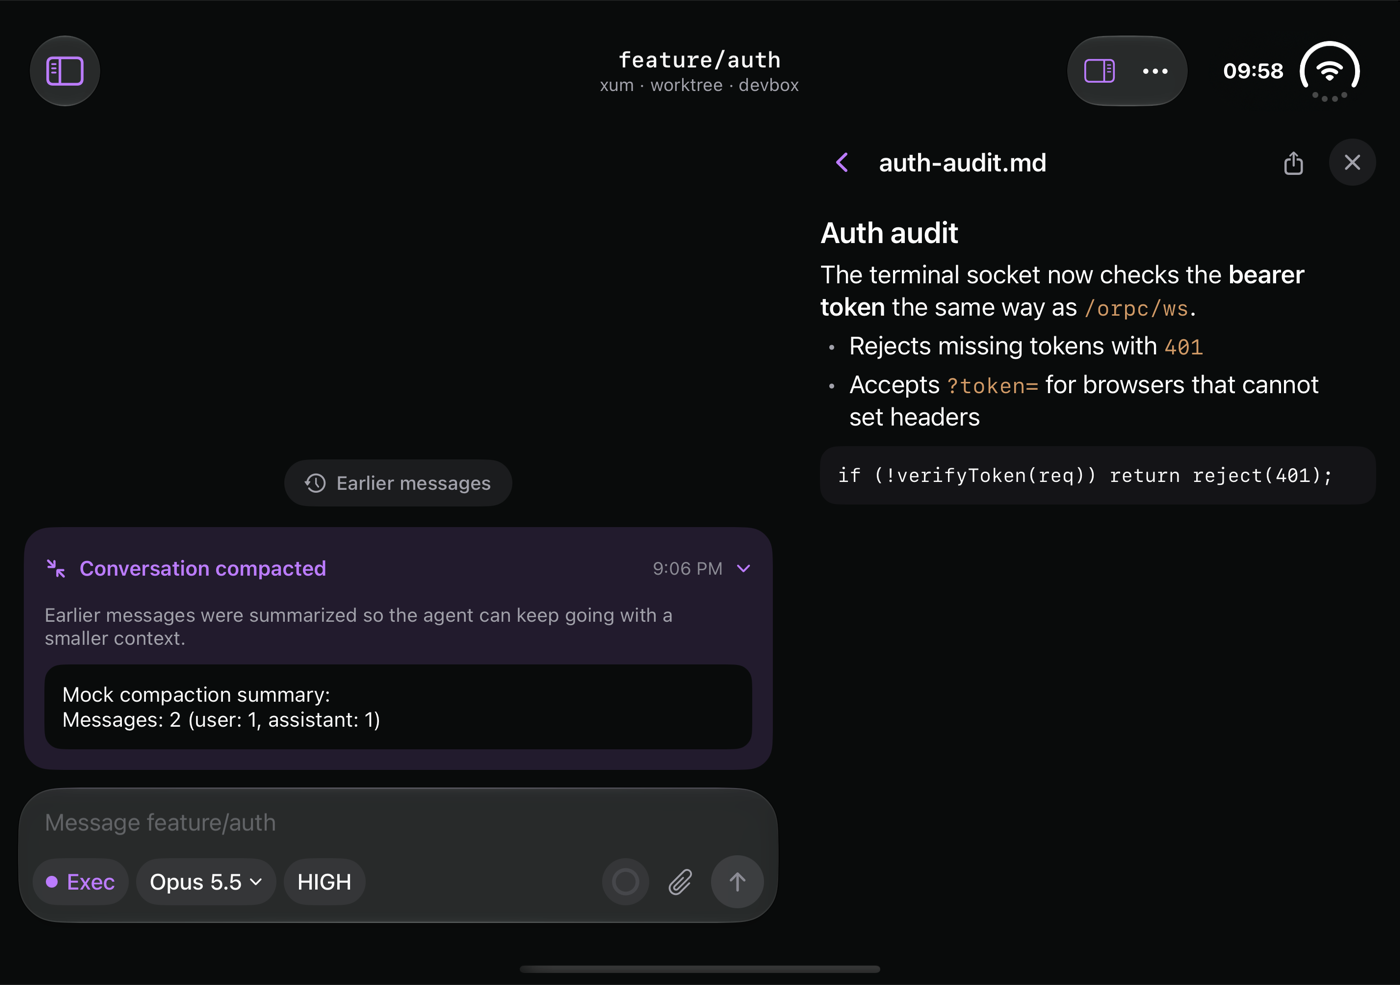 feature/auth
xum · worktree · devbox
09:58
auth-audit.md
Auth audit
The terminal socket now checks the bearer
token the same way as /orpc/ws.
• Rejects missing tokens with 401
• Accepts ?token= for browsers that cannot
set headers
if (!verifyToken(req)) return reject(401);
Earlier messages
Conversation compacted
9:06 PM
Earlier messages were summarized so the agent can keep going with a
smaller context.
Mock compaction summary:
Messages: 2 (user: 1, assistant: 1)
Message feature/auth
Exec
Opus 5.5
HIGH